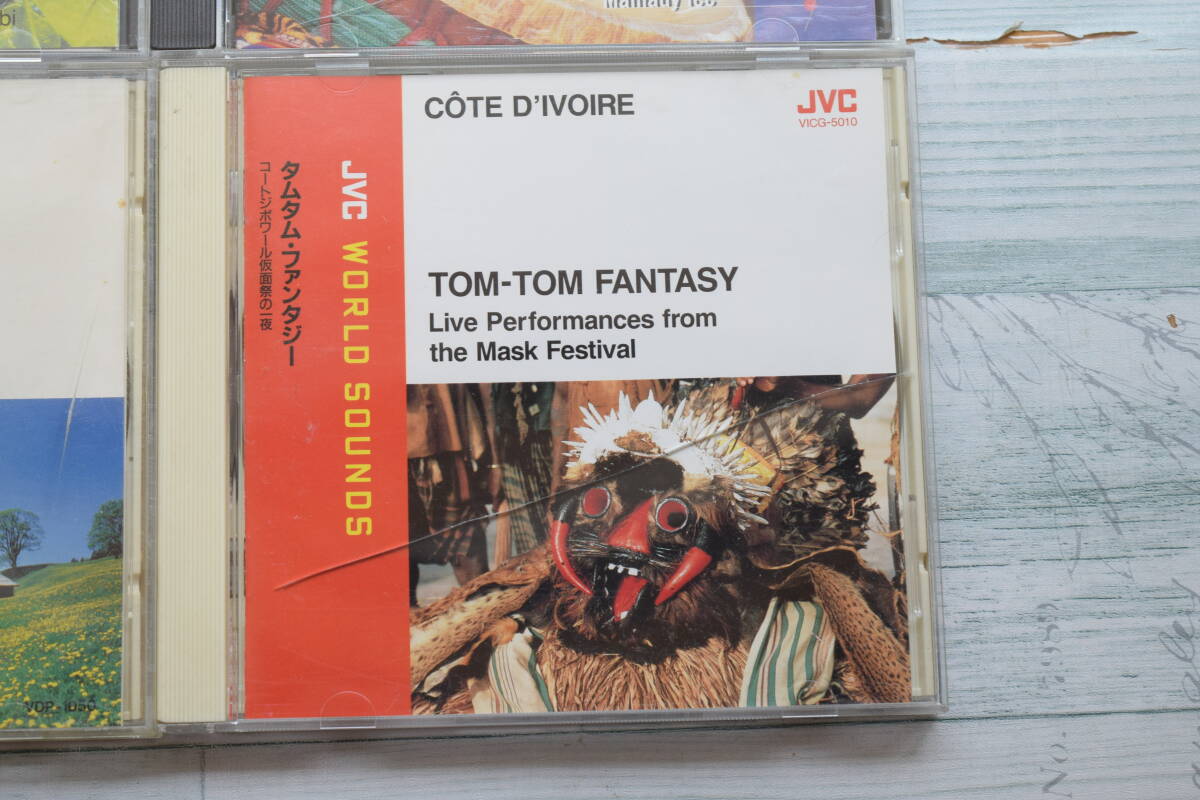 bi
CÔTE D'IVOIRE
JVC
VICG-5010
タムタム・ファンタジー
コートジボワール仮面祭の一夜
JVC WORLD SOUNDS
TOM-TOM FANTASY
Live Performances from
the Mask Festival
No.